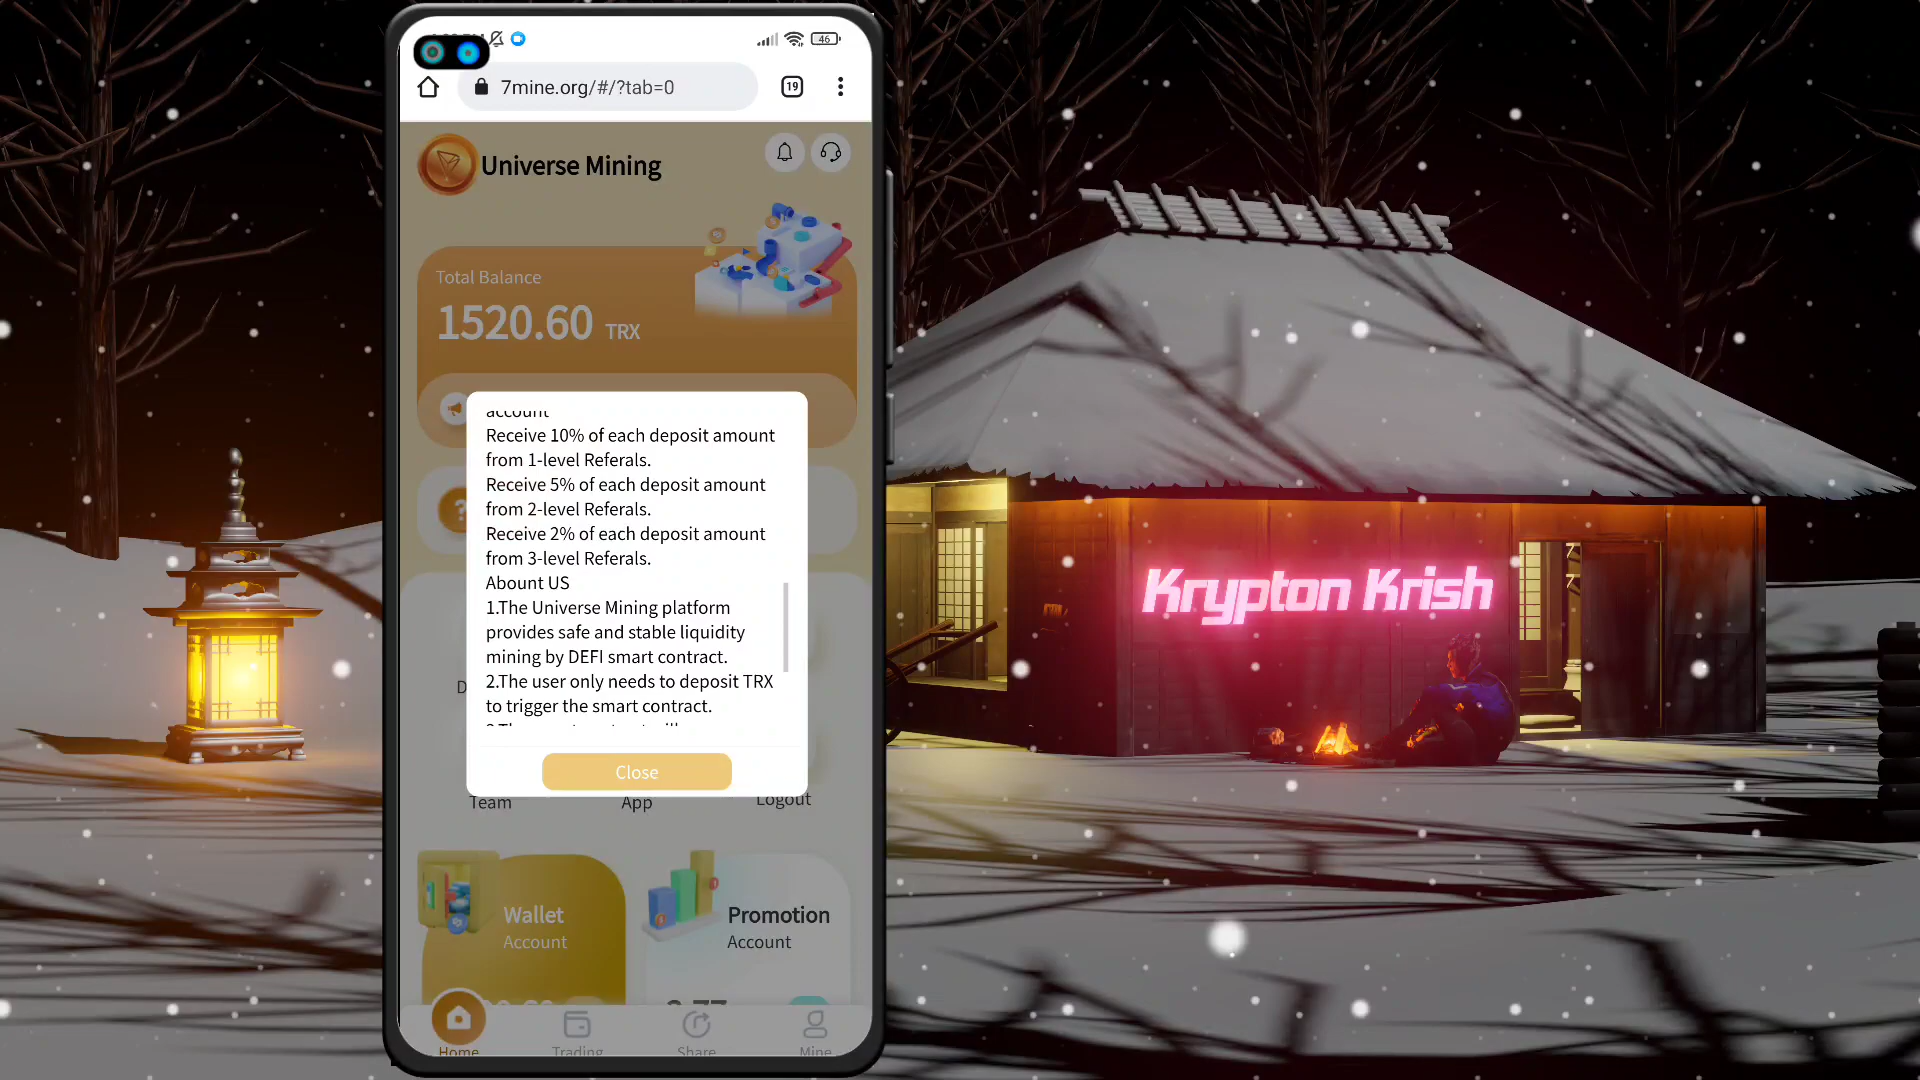 46
7mine.org/#/?tab=0
19
Universe Mining
Total Balance
1520.60 TRX
account
Receive 10% of each deposit amount
from 1-level Referals.
Receive 5% of each deposit amount
from 2-level Referals.
Receive 2% of each deposit amount
from 3-level Referals.
Abount US
1.The Universe Mining platform
provides safe and stable liquidity
mining by DEFI smart contract.
2.The user only needs to deposit TRX
to trigger the smart contract.
Close
Team
App
Logout
Wallet
Account
Promotion
Account
Home
Trading
Share
Mine
Krypton Krish